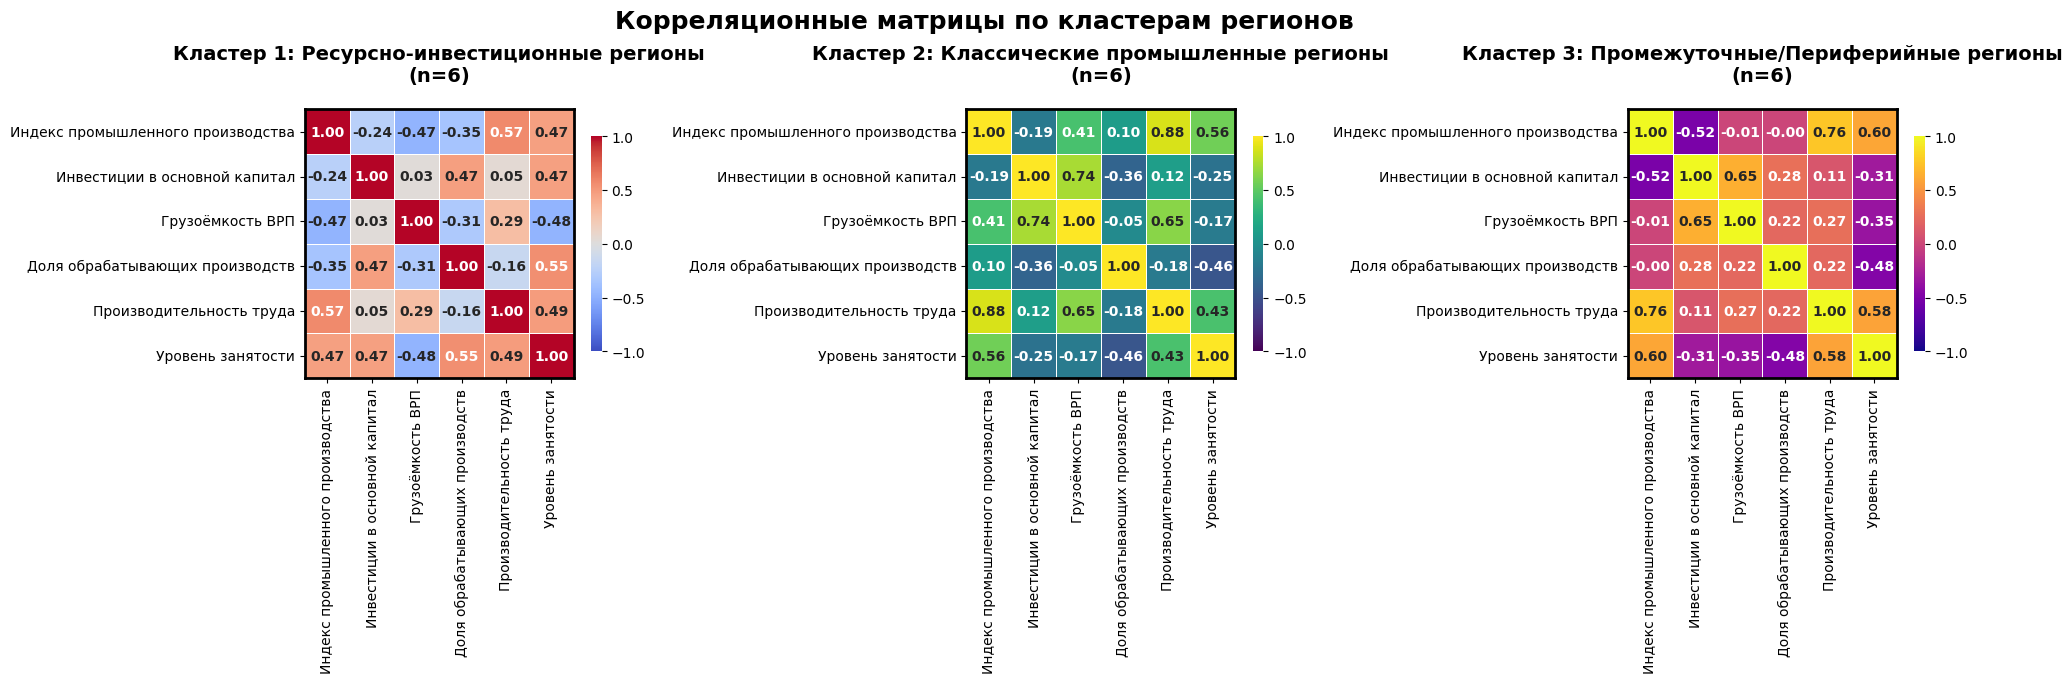 Корреляционные матрицы по кластерам регионов
Кластер 1: Ресурсно-инвестиционные регионы
(n=6)
Индекс промышленного производства 1.00 -0.24 -0.47 -0.35 0.57 0.47
Инвестиции в основной капитал -0.24 1.00 0.03 0.47 0.05 0.47
Грузоёмкость ВРП -0.47 0.03 1.00 -0.31 0.29 -0.48
Доля обрабатывающих производств -0.35 0.47 -0.31 1.00 -0.16 0.55
Производительность труда 0.57 0.05 0.29 -0.16 1.00 0.49
Уровень занятости 0.47 0.47 -0.48 0.55 0.49 1.00
Индекс промышленного производства
Инвестиции в основной капитал
Грузоёмкость ВРП
Доля обрабатывающих производств
Производительность труда
Уровень занятости
1.0
0.5
0.0
−0.5
−1.0
Кластер 2: Классические промышленные регионы
(n=6)
Индекс промышленного производства 1.00 -0.19 0.41 0.10 0.88 0.56
Инвестиции в основной капитал -0.19 1.00 0.74 -0.36 0.12 -0.25
Грузоёмкость ВРП 0.41 0.74 1.00 -0.05 0.65 -0.17
Доля обрабатывающих производств 0.10 -0.36 -0.05 1.00 -0.18 -0.46
Производительность труда 0.88 0.12 0.65 -0.18 1.00 0.43
Уровень занятости 0.56 -0.25 -0.17 -0.46 0.43 1.00
Индекс промышленного производства
Инвестиции в основной капитал
Грузоёмкость ВРП
Доля обрабатывающих производств
Производительность труда
Уровень занятости
1.0
0.5
0.0
−0.5
−1.0
Кластер 3: Промежуточные/Периферийные регионы
(n=6)
Индекс промышленного производства 1.00 -0.52 -0.01 -0.00 0.76 0.60
Инвестиции в основной капитал -0.52 1.00 0.65 0.28 0.11 -0.31
Грузоёмкость ВРП -0.01 0.65 1.00 0.22 0.27 -0.35
Доля обрабатывающих производств -0.00 0.28 0.22 1.00 0.22 -0.48
Производительность труда 0.76 0.11 0.27 0.22 1.00 0.58
Уровень занятости 0.60 -0.31 -0.35 -0.48 0.58 1.00
Индекс промышленного производства
Инвестиции в основной капитал
Грузоёмкость ВРП
Доля обрабатывающих производств
Производительность труда
Уровень занятости
1.0
0.5
0.0
−0.5
−1.0